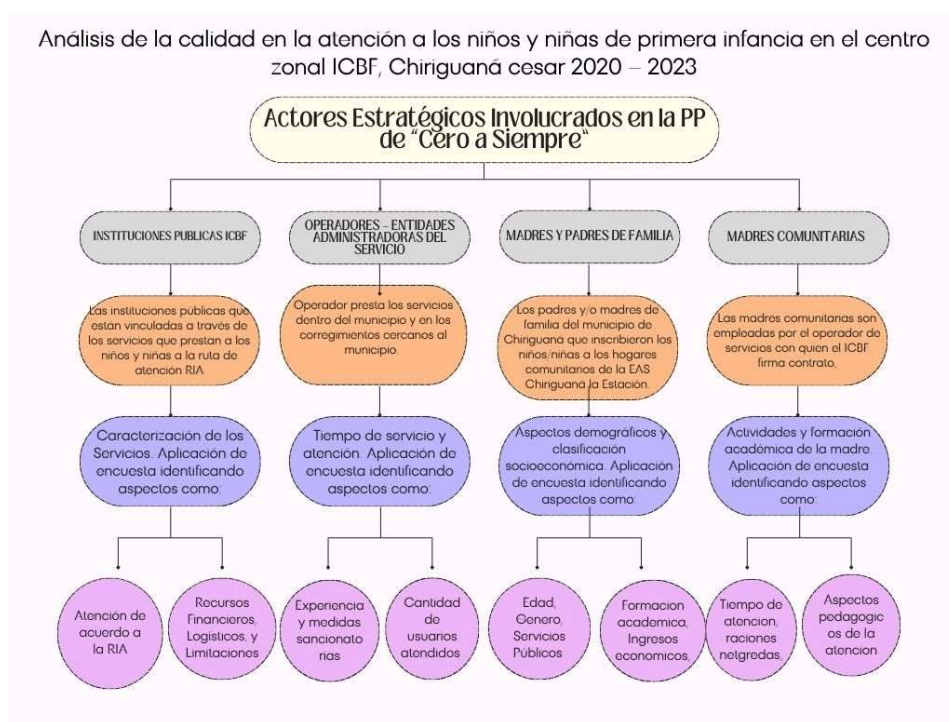 Análisis de la calidad en la atención a los niños y niñas de primera infancia en el centro
zonal ICBF, Chiriguaná cesar 2020 – 2023
Actores Estratégicos Involucrados en la PP
de “Cero a Siempre“
INSTITUCIONES PUBLICAS ICBF
OPERADORES – ENTIDADES
ADMINISTRADORAS DEL
SERVICIO
MADRES Y PADRES DE FAMILIA
MADRES COMUNITARIAS
Las instituciones públicas que
están vinculadas a través de
los servicios que prestan a los
niños y niñas a la ruta de
atención RIA
Operador presta los servicios
dentro del municipio y en los
corregimientos cercanos al
municipio.
Los padres y/o madres de
familia del municipio de
Chiriguaná que inscribieron los
niños/niñas a los hogares
comunitarios de la EAS
Chiriguaná la Estación.
Las madres comunitarias son
empleadas por el operador de
servicios con quien el ICBF
firma contrato,
Caracterización de los
Servicios. Aplicación de
encuesta identificando
aspectos como:
Tiempo de servicio y
atención. Aplicación de
encuesta identificando
aspectos como:
Aspectos demográficos y
clasificación
socioeconómica. Aplicación
de encuesta identificando
aspectos como:
Actividades y formación
académica de la madre.
Aplicación de encuesta
identificando aspectos
como:
Atención de
acuerdo a
la RIA
Recursos
Financieros,
Logísticos, y
Limitaciones
Experiencia
y medidas
sancionato
rias
Cantidad
de
usuarios
atendidos
Edad,
Genero,
Servicios
Públicos
Formacion
academica,
Ingresos
economicos,
Tiempo de
atencion,
raciones
netgredas,
Aspectos
pedagogic
os de la
atencion